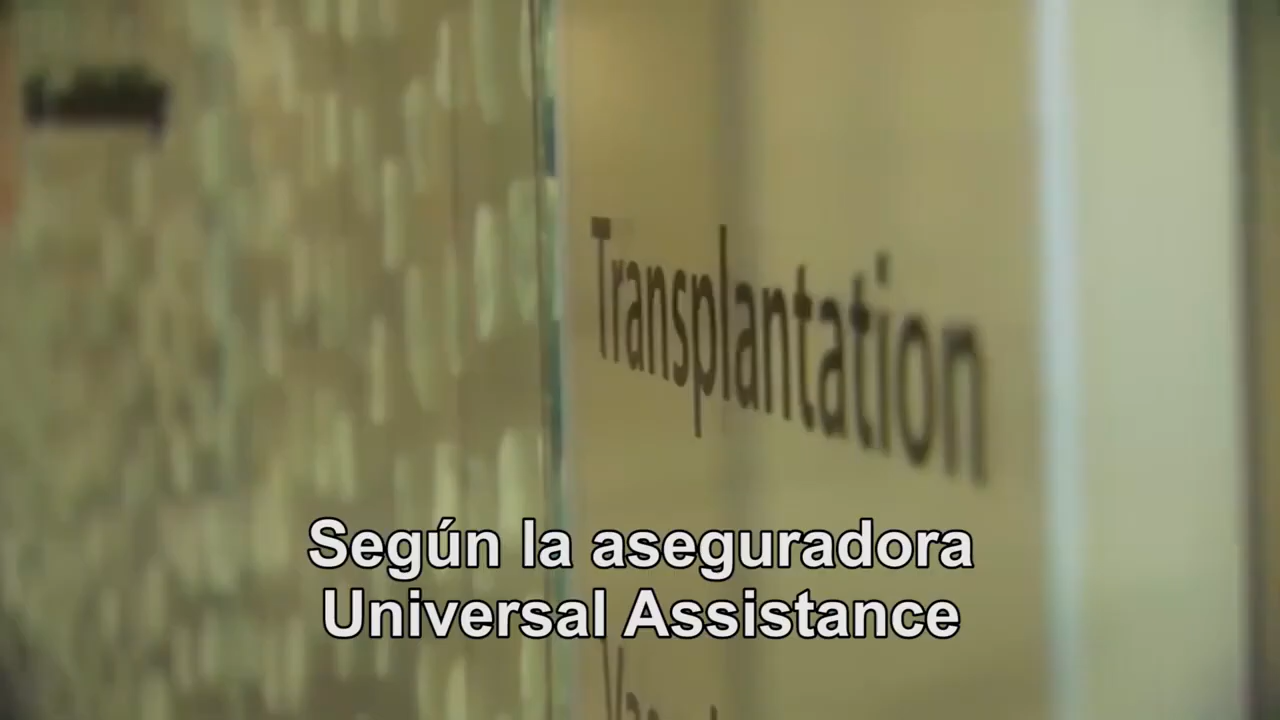 Transplantation
Según la aseguradora
Universal Assistance